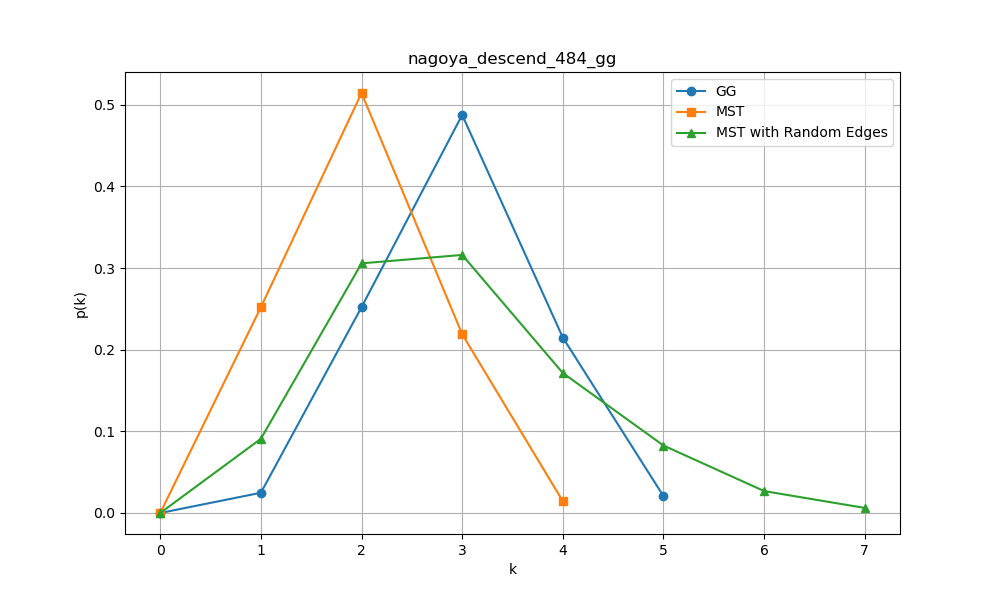 nagoya_descend_484_gg
GG
MST
MST with Random Edges
0.5
0.4
0.3
0.2
0.1
0.0
p(k)
0 1 2 3 4 5 6 7
k